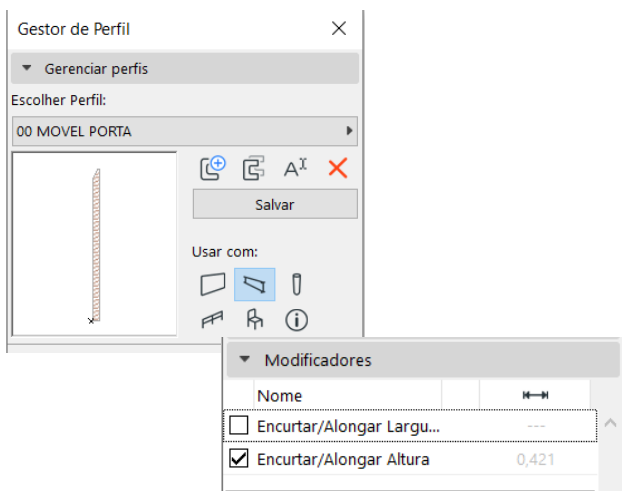 Gestor de Perfil
Gerenciar perfis
Escolher Perfil:
00 MOVEL PORTA
Salvar
Usar com:
Modificadores
Nome
Encurtar/Alongar Largu... ---
Encurtar/Alongar Altura 0,421